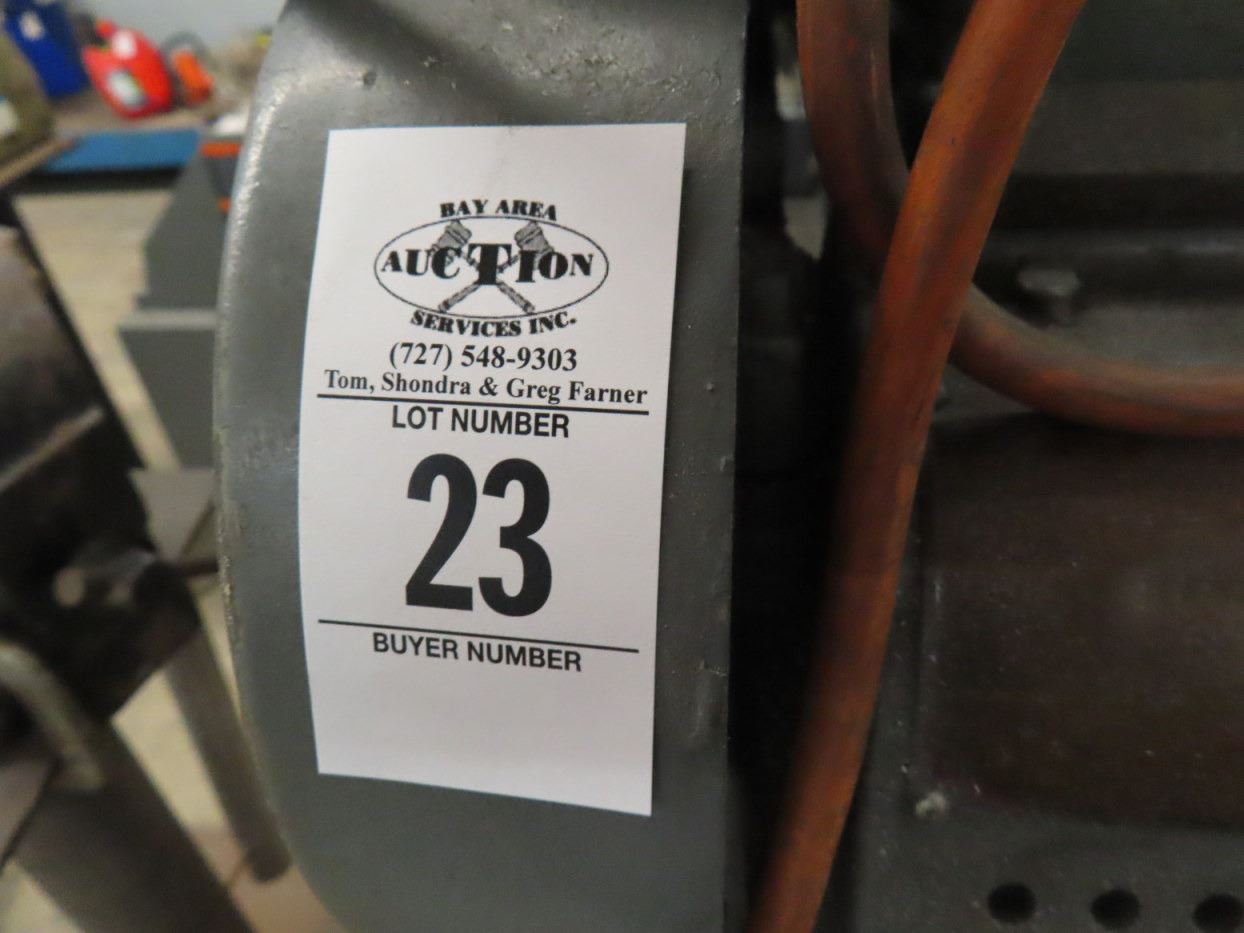 BAY AREA
AUCTION
SERVICES INC.
(727) 548-9303
Tom, Shondra & Greg Farner
LOT NUMBER
23
BUYER NUMBER